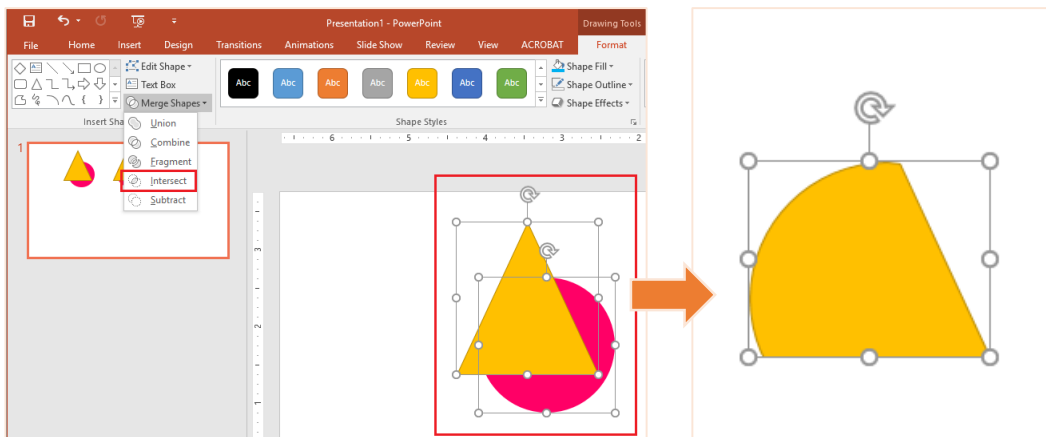 Presentation1 - PowerPoint
Drawing Tools
File Home Insert Design Transitions Animations Slide Show Review View ACROBAT Format
Edit Shape
Text Box
Merge Shapes
Abc Abc Abc Abc Abc Abc Abc
Shape Fill
Shape Outline
Shape Effects
Insert Sha
Shape Styles
Union
Combine
Fragment
Intersect
Subtract
1
6 5 4 3 2
3
2
1